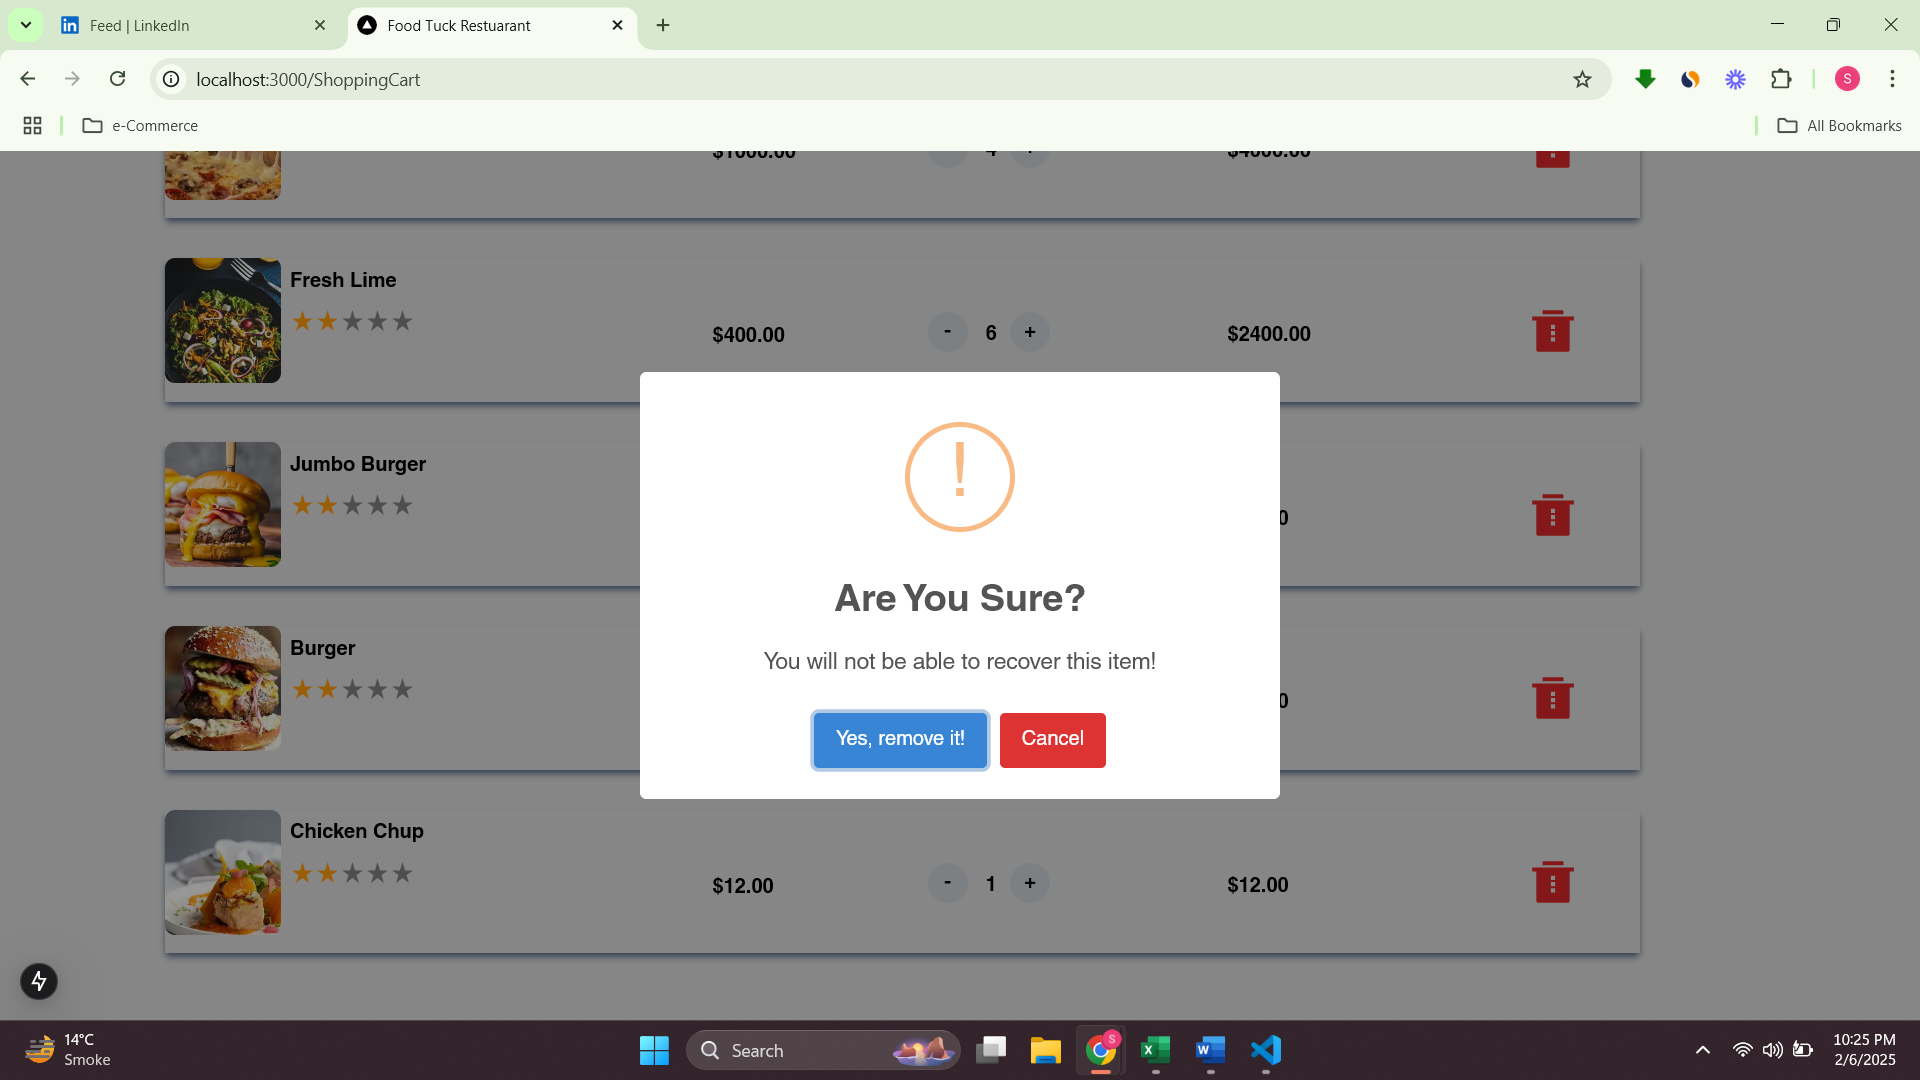 Feed | LinkedIn
Food Tuck Restuarant
localhost:3000/ShoppingCart
S
e-Commerce
All Bookmarks
$1000.00 4 + $4000.00
Fresh Lime
$400.00 - 6 + $2400.00
Jumbo Burger
0
Burger
0
!
Are You Sure?
You will not be able to recover this item!
Yes, remove it! Cancel
Chicken Chup
$12.00 - 1 + $12.00
14°C
Smoke
Search
S
10:25 PM
2/6/2025